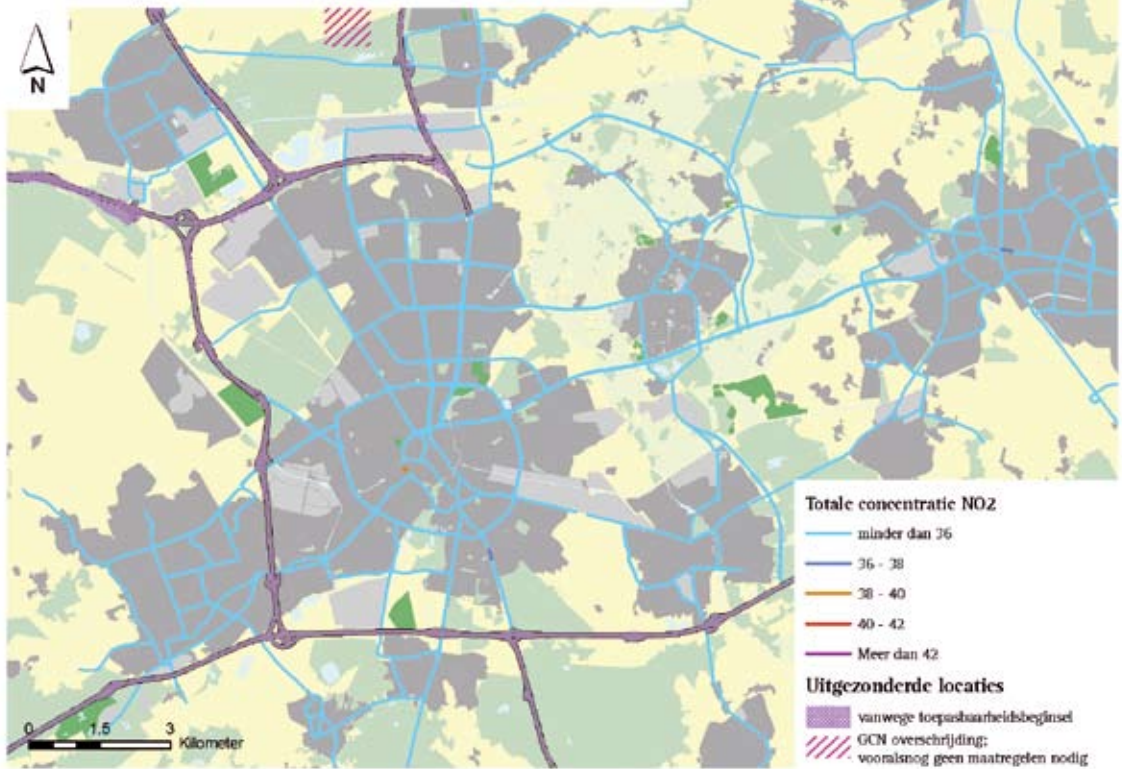 N
Totale concentratie NO2
minder dan 36
36 - 38
38 - 40
40 - 42
Meer dan 42
Uitgezonderde locaties
vanwege toepasbaarheidsbeginsel
GCN overschrijding;
vooralsnog geen maatregelen nodig
0 1.5 3
Kilometer